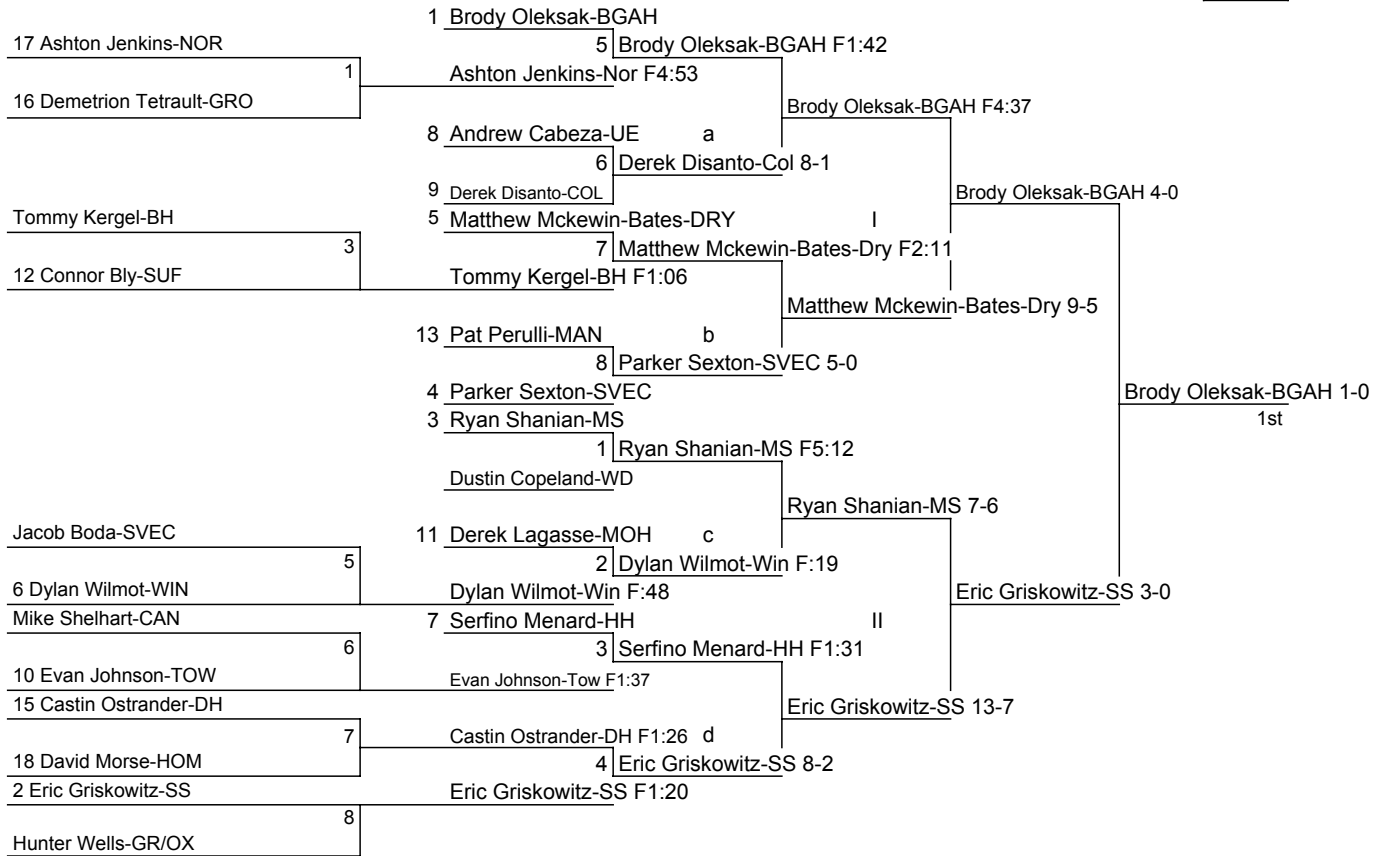 1 Brody Oleksak-BGAH
17 Ashton Jenkins-NOR
5 Brody Oleksak-BGAH F1:42
1
Ashton Jenkins-Nor F4:53
16 Demetrion Tetrault-GRO
Brody Oleksak-BGAH F4:37
8 Andrew Cabeza-UE a
6 Derek Disanto-Col 8-1
9 Derek Disanto-COL
Brody Oleksak-BGAH 4-0
Tommy Kergel-BH
5 Matthew Mckewin-Bates-DRY I
3
7 Matthew Mckewin-Bates-Dry F2:11
12 Connor Bly-SUF
Tommy Kergel-BH F1:06
Matthew Mckewin-Bates-Dry 9-5
13 Pat Perulli-MAN b
8 Parker Sexton-SVEC 5-0
4 Parker Sexton-SVEC
Brody Oleksak-BGAH 1-0
3 Ryan Shanian-MS
1st
1 Ryan Shanian-MS F5:12
Dustin Copeland-WD
Ryan Shanian-MS 7-6
Jacob Boda-SVEC
11 Derek Lagasse-MOH c
5
2 Dylan Wilmot-Win F:19
6 Dylan Wilmot-WIN
Dylan Wilmot-Win F:48
Eric Griskowitz-SS 3-0
Mike Shelhart-CAN
7 Serfino Menard-HH II
6
3 Serfino Menard-HH F1:31
10 Evan Johnson-TOW
Evan Johnson-Tow F1:37
15 Castin Ostrander-DH
Eric Griskowitz-SS 13-7
7
Castin Ostrander-DH F1:26 d
18 David Morse-HOM
4 Eric Griskowitz-SS 8-2
2 Eric Griskowitz-SS
Eric Griskowitz-SS F1:20
8
Hunter Wells-GR/OX